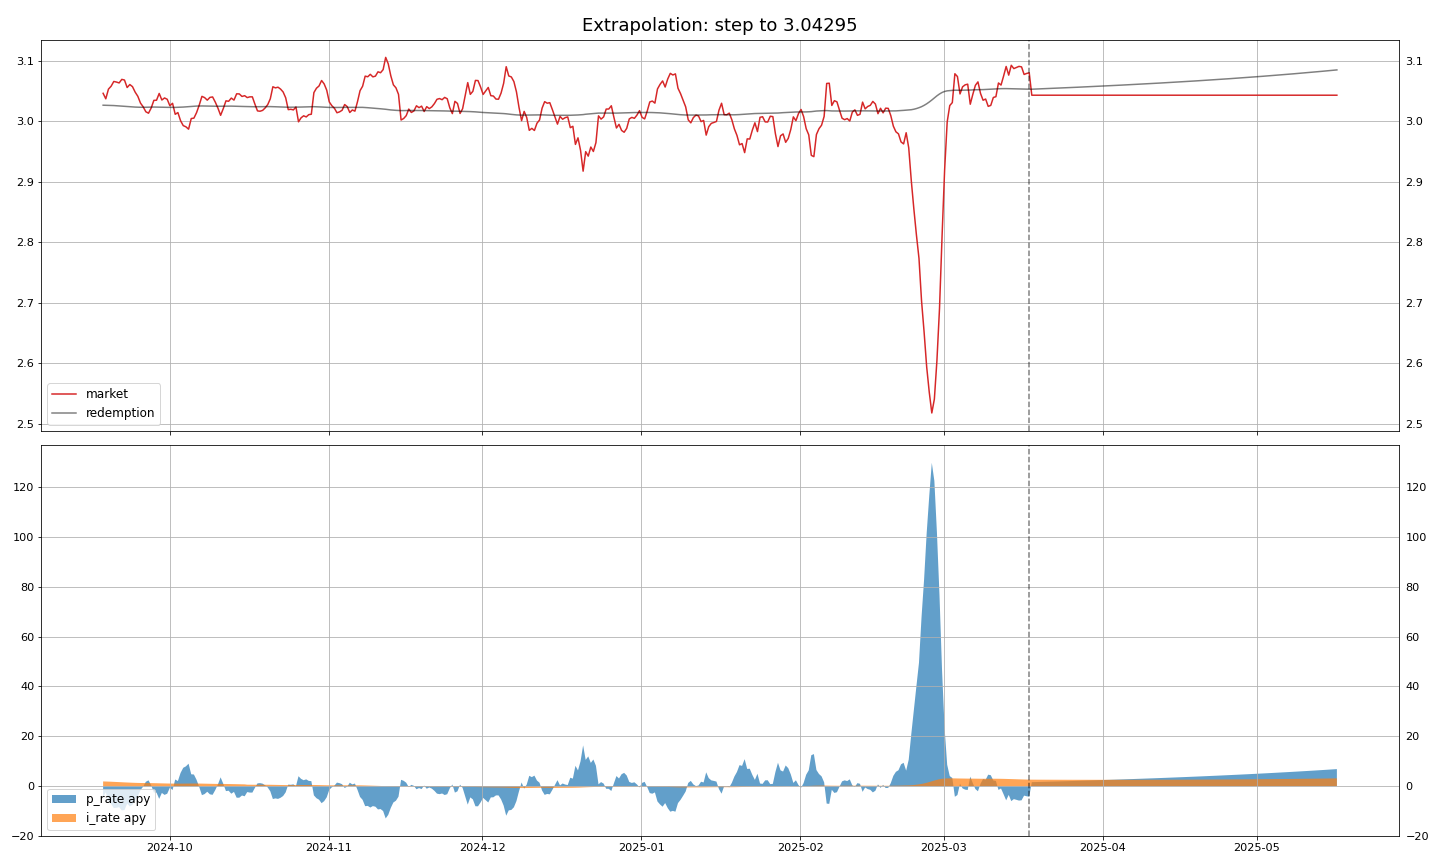 Extrapolation: step to 3.04295
3.1 3.1
3.0 3.0
2.9 2.9
2.8 2.8
2.7 2.7
2.6 2.6
2.5 2.5
market
redemption
120 120
100 100
80 80
60 60
40 40
20 20
0 0
−20 −20
p_rate apy
i_rate apy
2024-10 2024-11 2024-12 2025-01 2025-02 2025-03 2025-04 2025-05